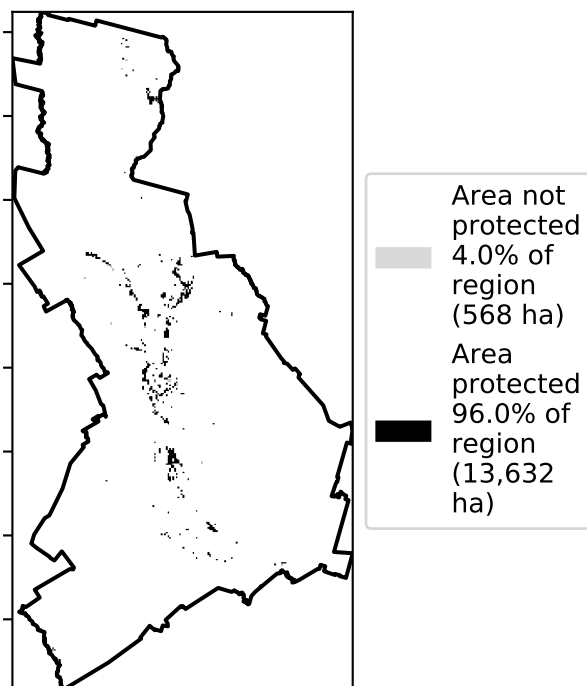 Area not
protected
4.0% of
region
(568 ha)
Area
protected
96.0% of
region
(13,632
ha)